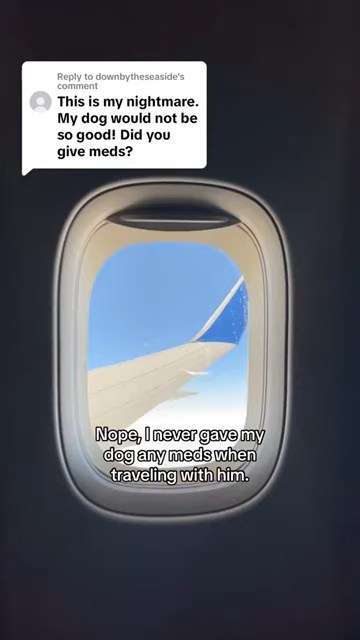 Reply to downbytheseaside's
comment
This is my nightmare.
My dog would not be
so good! Did you
give meds?
Nope, I never gave my
dog any meds when
traveling with him.